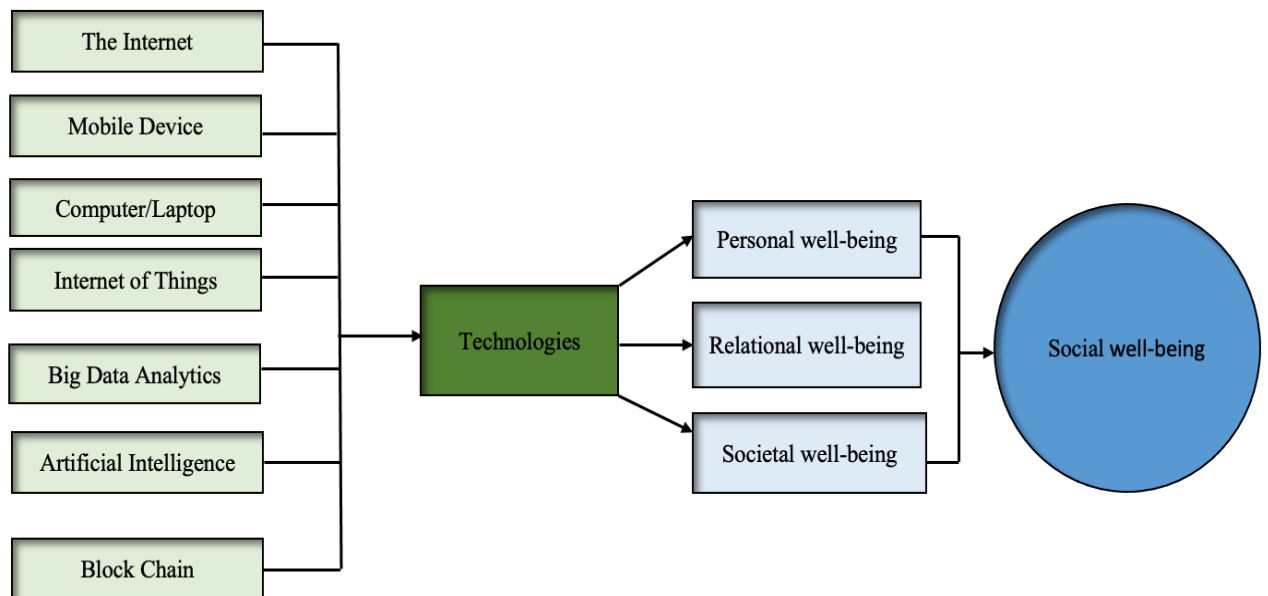 The Internet
Mobile Device
Computer/Laptop
Internet of Things
Big Data Analytics
Artificial Intelligence
Block Chain
Technologies
Personal well-being
Relational well-being
Societal well-being
Social well-being